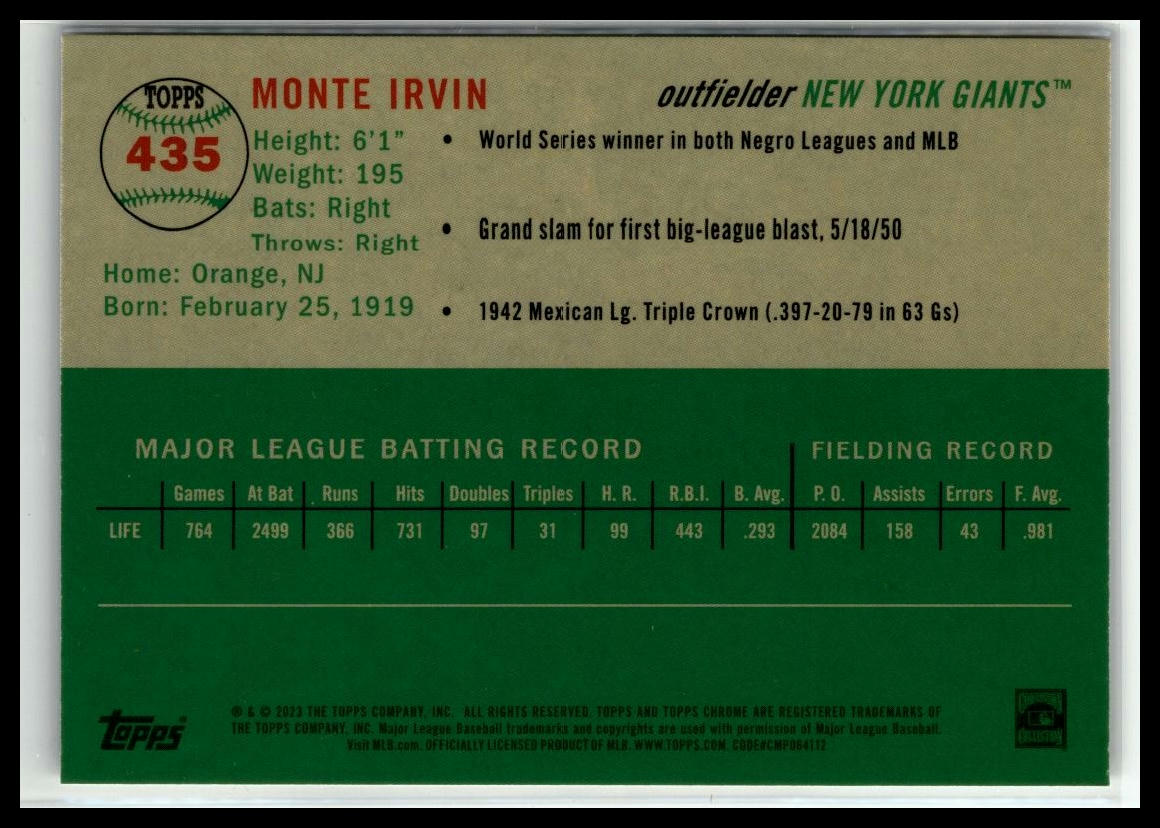 TOPPS
435
MONTE IRVIN
outfielder NEW YORK GIANTS™
Height: 6'1"
Weight: 195
Bats: Right
Throws: Right
Home: Orange, NJ
Born: February 25, 1919
• World Series winner in both Negro Leagues and MLB
• Grand slam for first big-league blast, 5/18/50
• 1942 Mexican Lg. Triple Crown (.397-20-79 in 63 Gs)
MAJOR LEAGUE BATTING RECORD FIELDING RECORD
Games At Bat Runs Hits Doubles Triples H. R. R.B.I. B. Avg. P. O. Assists Errors F. Avg.
LIFE 764 2499 366 731 97 31 99 443 .293 2084 158 43 .981
topps
® & © 2023 THE TOPPS COMPANY, INC. ALL RIGHTS RESERVED. TOPPS AND TOPPS CHROME ARE REGISTERED TRADEMARKS OF
THE TOPPS COMPANY, INC. Major League Baseball trademarks and copyrights are used with permission of Major League Baseball.
Visit MLB.com. OFFICIALLY LICENSED PRODUCT OF MLB. WWW.TOPPS.COM. CODE#CMP064112
COLLECTION